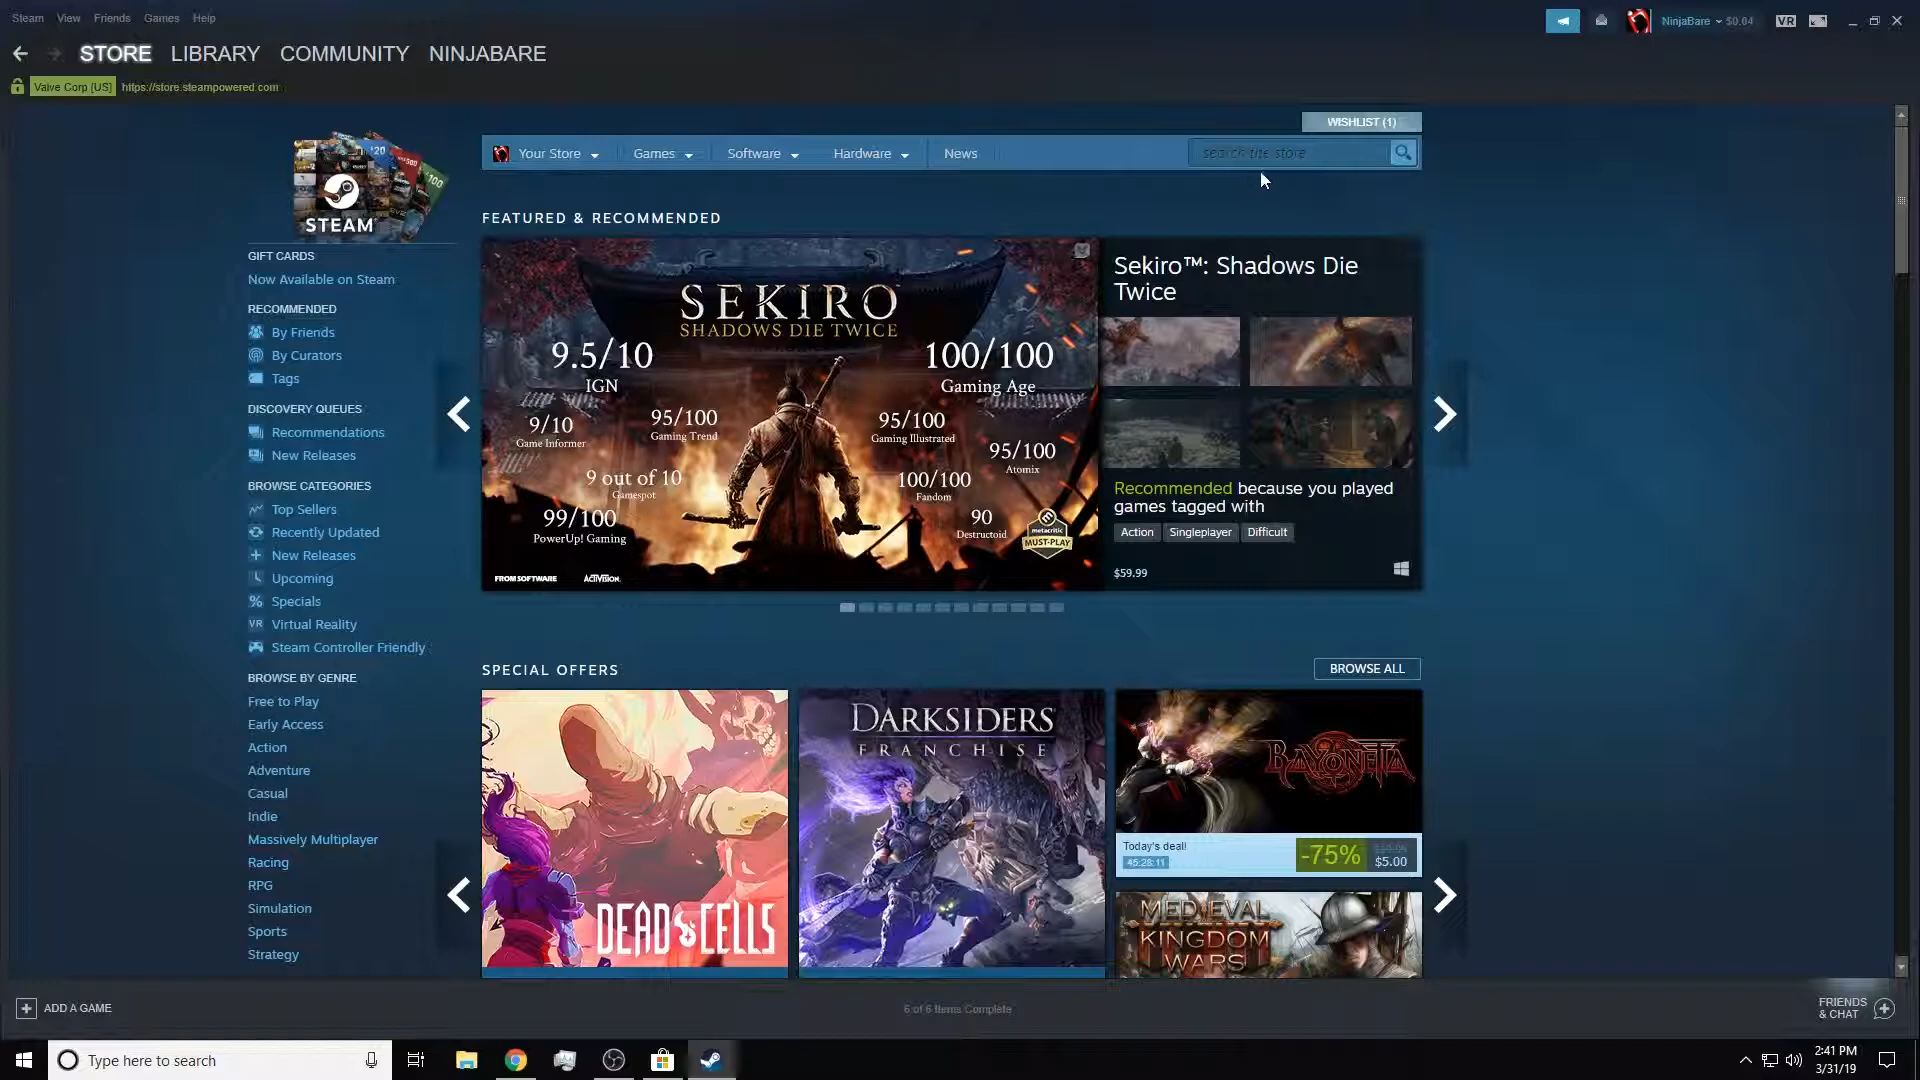 Steam View Friends Games Help
NinjaBare $0.04 VR
STORE LIBRARY COMMUNITY NINJABARE
Valve Corp [US] https://store.steampowered.com
WISHLIST (1)
Your Store Games Software Hardware News search the store
$20 $100
STEAM
GIFT CARDS
Now Available on Steam
RECOMMENDED
By Friends
By Curators
Tags
DISCOVERY QUEUES
Recommendations
New Releases
BROWSE CATEGORIES
Top Sellers
Recently Updated
New Releases
Upcoming
Specials
VR Virtual Reality
Steam Controller Friendly
BROWSE BY GENRE
Free to Play
Early Access
Action
Adventure
Casual
Indie
Massively Multiplayer
Racing
RPG
Simulation
Sports
Strategy
FEATURED & RECOMMENDED
SEKIRO
SHADOWS DIE TWICE
9.5/10
IGN
100/100
Gaming Age
9/10
Game Informer
95/100
Gaming Trend
95/100
Gaming Illustrated
95/100
Atomix
9 out of 10
Gamespot
100/100
Fandom
99/100
PowerUp! Gaming
90
Destructoid
metacritic
MUST-PLAY
FROMSOFTWARE ACTIVISION
Sekiro™: Shadows Die
Twice
Recommended because you played
games tagged with
Action Singleplayer Difficult
$59.99
SPECIAL OFFERS
BROWSE ALL
DEAD CELLS
DARKSIDERS
FRANCHISE
BAYONETTA
Today's deal!
45:28:11
-75%
$5.00
MEDIEVAL
KINGDOM
WARS
ADD A GAME
6 of 6 Items Complete
FRIENDS
& CHAT
Type here to search
2:41 PM
3/31/19